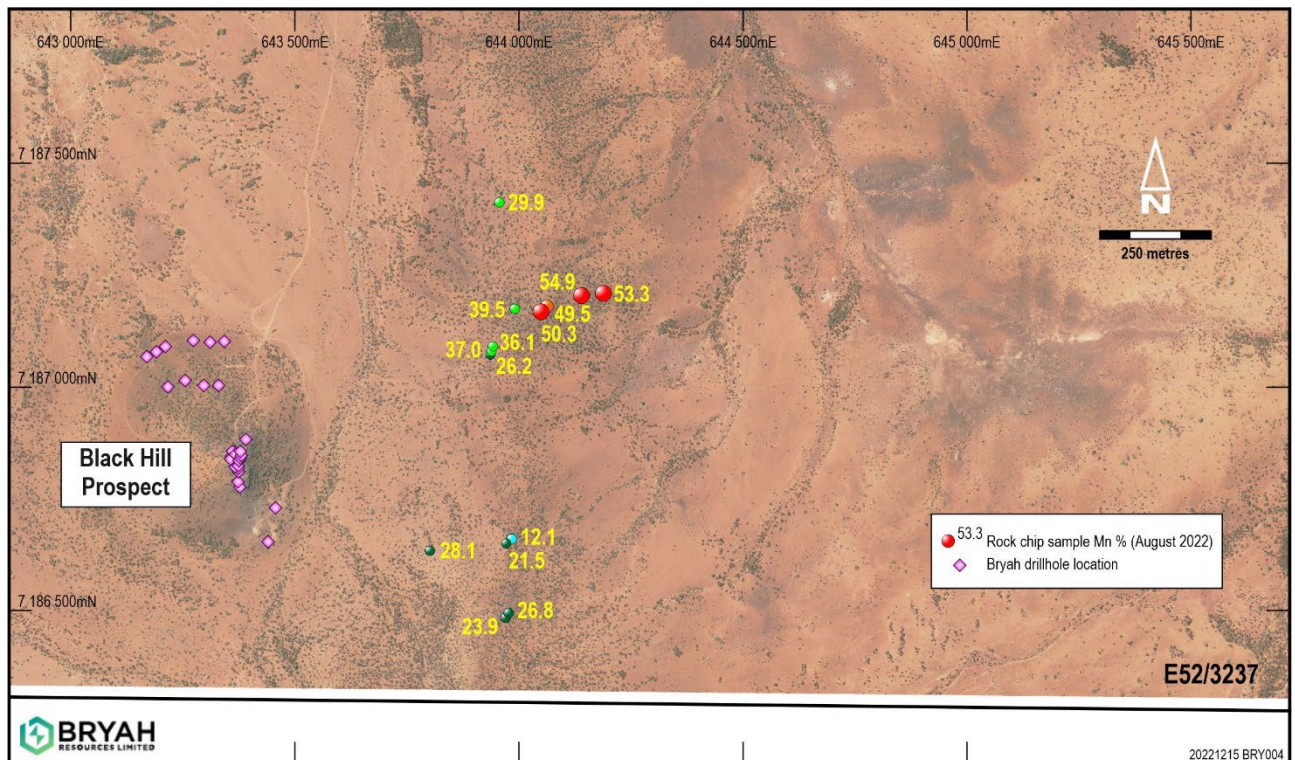 643 000mE
643 500mE
644 000mE
644 500mE
645 000mE
645 500mE
7 187 500mN
N
250 metres
29.9
54.9
53.3
39.5
49.5
50.3
36.1
37.0
26.2
7 187 000mN
Black Hill
Prospect
12.1
28.1
21.5
53.3 Rock chip sample Mn % (August 2022)
Bryah drillhole location
7 186 500mN
26.8
23.9
E52/3237
BRYAH
RESOURCES LIMITED
20221215 BRY004